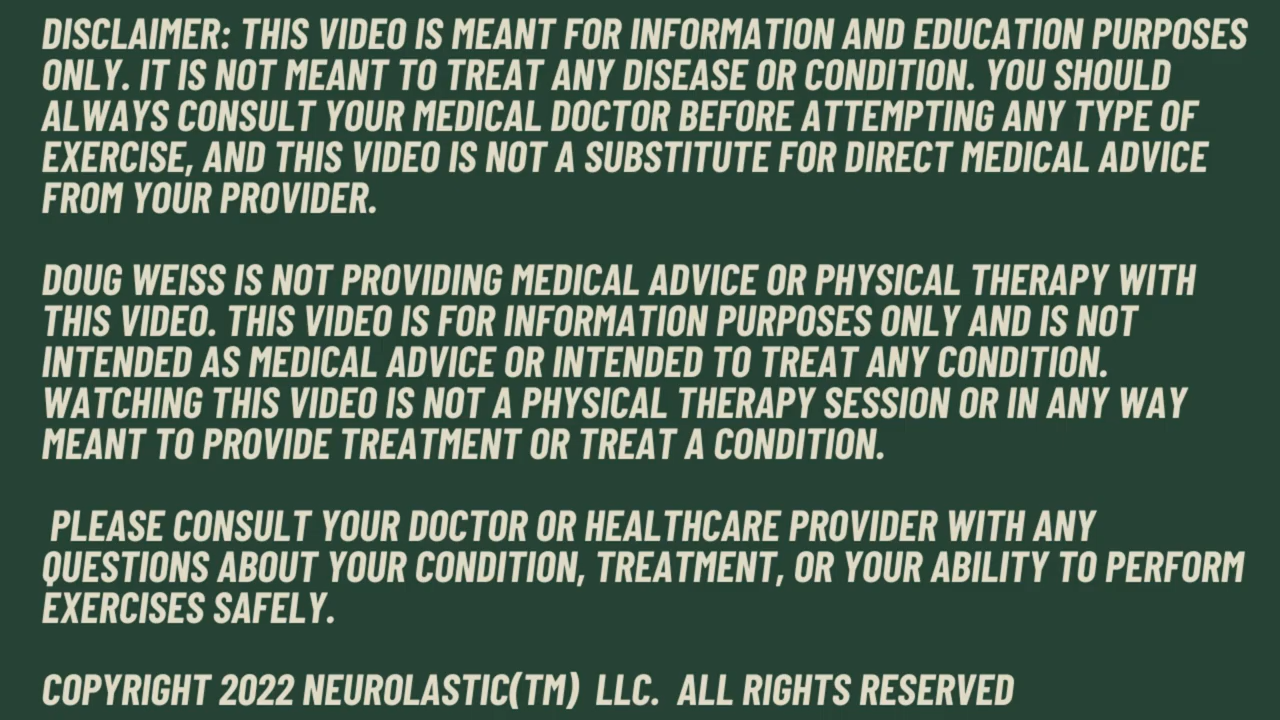 DISCLAIMER: THIS VIDEO IS MEANT FOR INFORMATION AND EDUCATION PURPOSES
ONLY. IT IS NOT MEANT TO TREAT ANY DISEASE OR CONDITION. YOU SHOULD
ALWAYS CONSULT YOUR MEDICAL DOCTOR BEFORE ATTEMPTING ANY TYPE OF
EXERCISE, AND THIS VIDEO IS NOT A SUBSTITUTE FOR DIRECT MEDICAL ADVICE
FROM YOUR PROVIDER.
DOUG WEISS IS NOT PROVIDING MEDICAL ADVICE OR PHYSICAL THERAPY WITH
THIS VIDEO. THIS VIDEO IS FOR INFORMATION PURPOSES ONLY AND IS NOT
INTENDED AS MEDICAL ADVICE OR INTENDED TO TREAT ANY CONDITION.
WATCHING THIS VIDEO IS NOT A PHYSICAL THERAPY SESSION OR IN ANY WAY
MEANT TO PROVIDE TREATMENT OR TREAT A CONDITION.
PLEASE CONSULT YOUR DOCTOR OR HEALTHCARE PROVIDER WITH ANY
QUESTIONS ABOUT YOUR CONDITION, TREATMENT, OR YOUR ABILITY TO PERFORM
EXERCISES SAFELY.
COPYRIGHT 2022 NEUROLASTIC(TM) LLC. ALL RIGHTS RESERVED